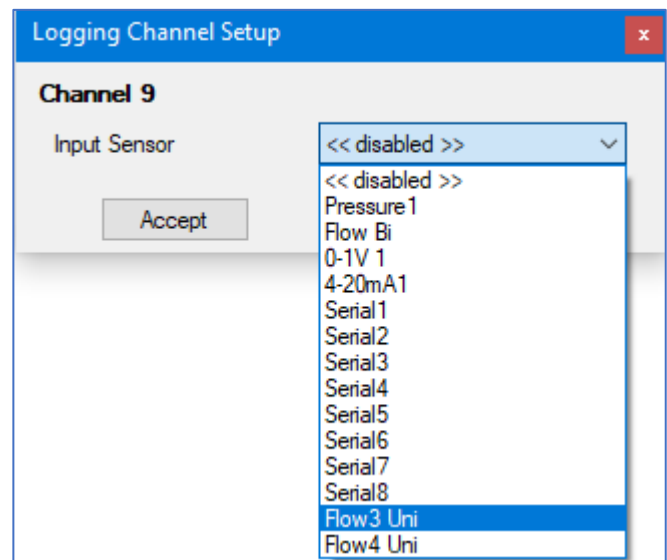 Logging Channel Setup
x
Channel 9
Input Sensor
<< disabled >>
<< disabled >>
Pressure1
Flow Bi
0-1V 1
4-20mA1
Serial1
Serial2
Serial3
Serial4
Serial5
Serial6
Serial7
Serial8
Flow3 Uni
Flow4 Uni
Accept